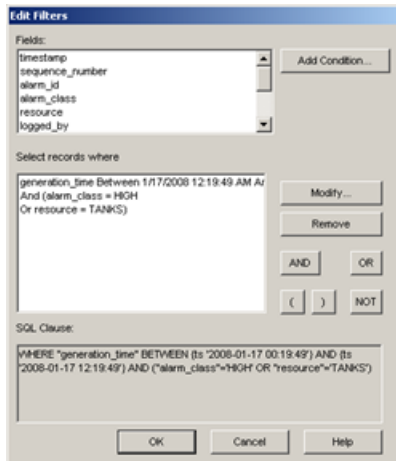 Edit Filters
Fields:
timestamp
sequence_number
alarm_id
alarm_class
resource
logged_by
Add Condition...
Select records where
generation_time Between 1/17/2008 12:19:49 AM Ar
And (alarm_class = HIGH
Or resource = TANKS)
Modify...
Remove
AND
OR
(
)
NOT
SQL Clause:
WHERE "generation_time" BETWEEN (ts '2008-01-17 00:19:49') AND (ts
'2008-01-17 12:19:49') AND ("alarm_class"='HIGH' OR "resource"='TANKS')
OK
Cancel
Help